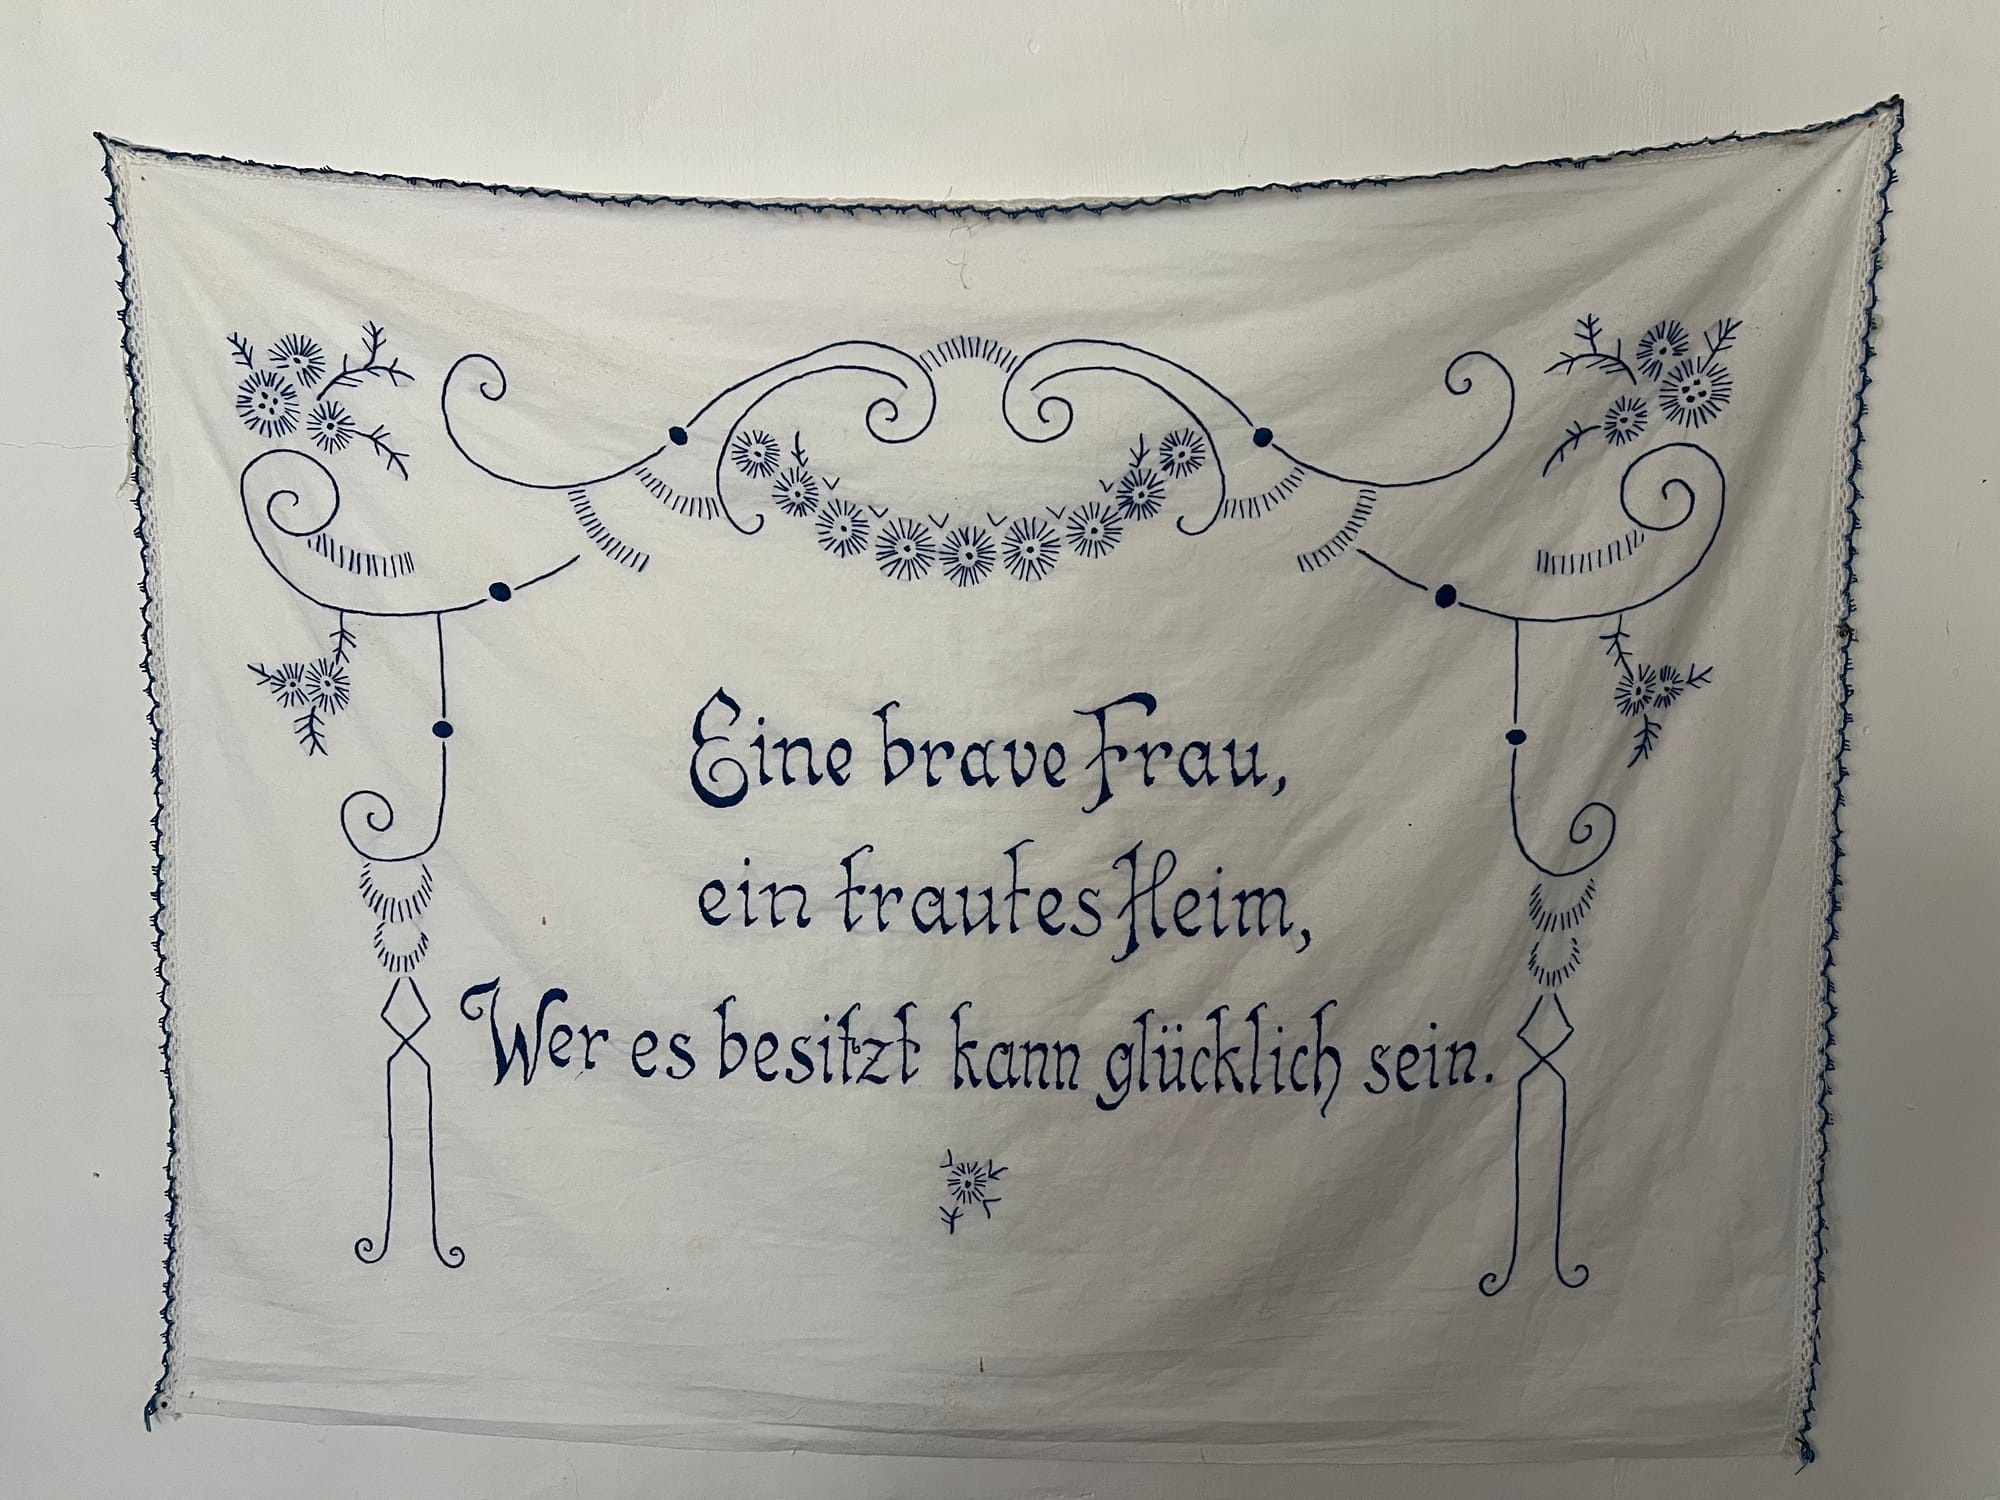 Eine brave Frau,
ein trautes Heim,
Wer es besitzt kann glücklich sein.